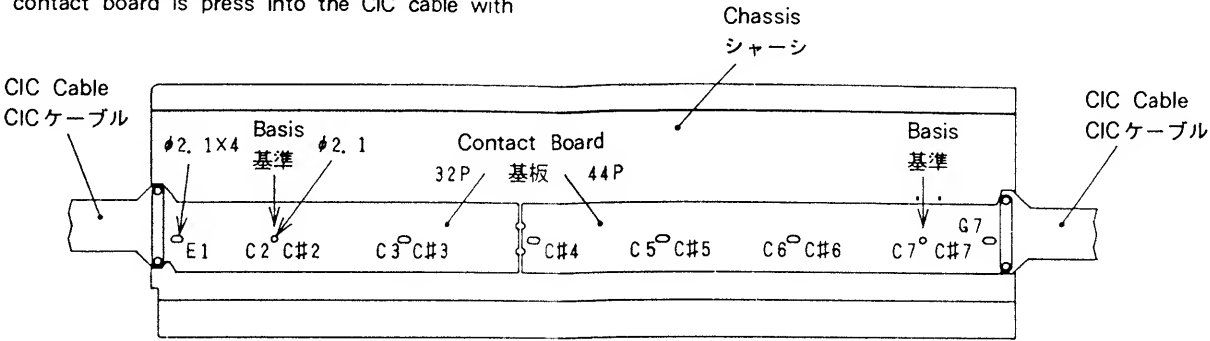 contact board is press into the CIC cable with
Chassis
シャーシ
CIC Cable
CICケーブル
CIC Cable
CICケーブル
φ2.1×4
Basis
基準
φ2.1
Contact Board
32P 基板 44P
Basis
基準
E1 C2 C♯2 C3 C♯3 C♯4 C5 C♯5 C6 C♯6 C7 C♯7 G7